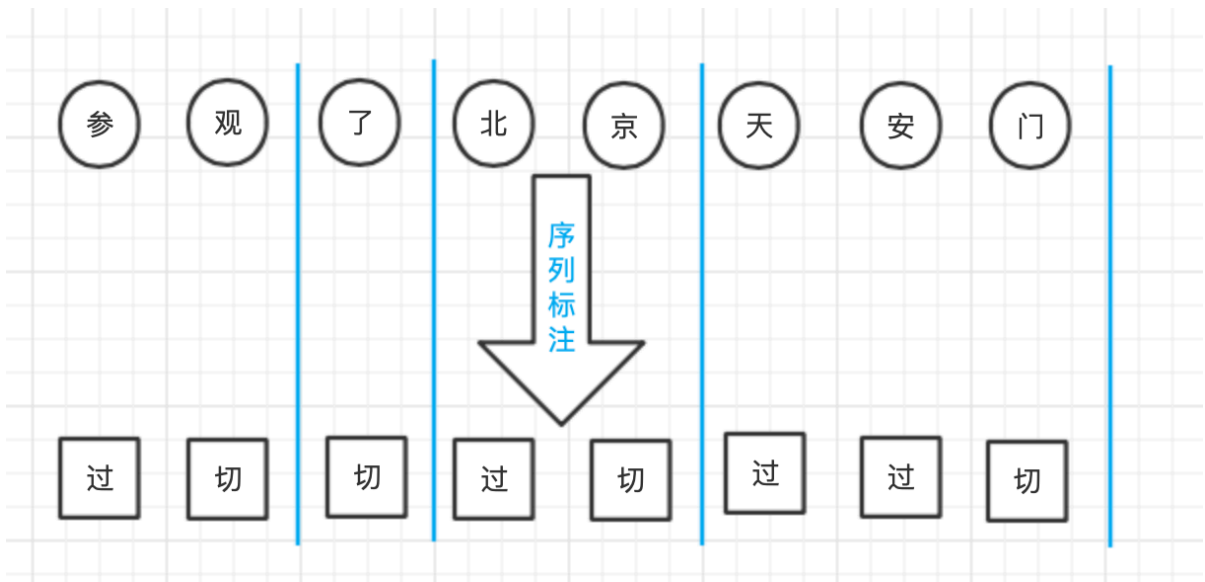 参 观 了 北 京 天 安 门
序
列
标
注
过 切 切 过 切 过 过 切